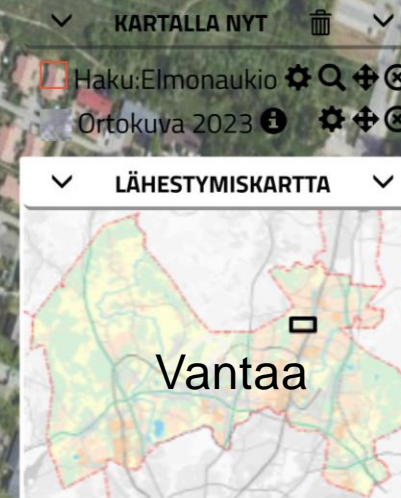 KARTALLA NYT
Haku:Elmonaukio
Ortokuva 2023
LÄHESTYMISKARTTA
Vantaa